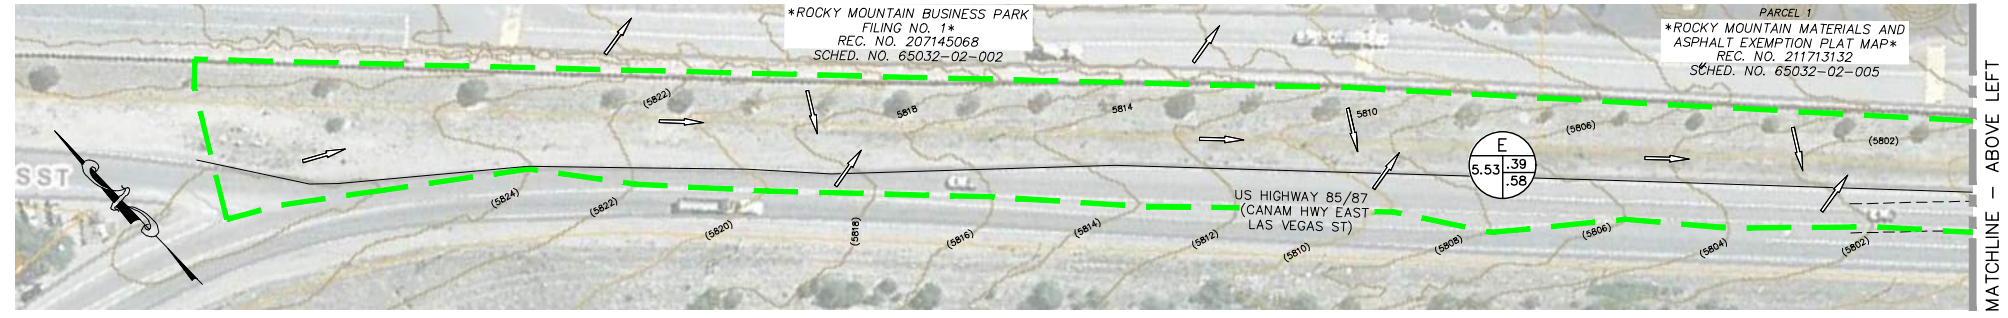 *ROCKY MOUNTAIN BUSINESS PARK
FILING NO. 1*
REC. NO. 207145068
SCHED. NO. 65032-02-002
PARCEL 1
*ROCKY MOUNTAIN MATERIALS AND
ASPHALT EXEMPTION PLAT MAP*
REC. NO. 211713132
SCHED. NO. 65032-02-005
(5822)
5818
5814
5810
(5806)
(5802)
E
5.53
.39
.58
SST
US HIGHWAY 85/87
(CANAM HWY EAST
LAS VEGAS ST)
(5824)
(5822)
(5820)
(5818)
(5816)
(5814)
(5812)
(5810)
(5808)
(5806)
(5804)
(5802)
MATCHLINE - ABOVE LEFT